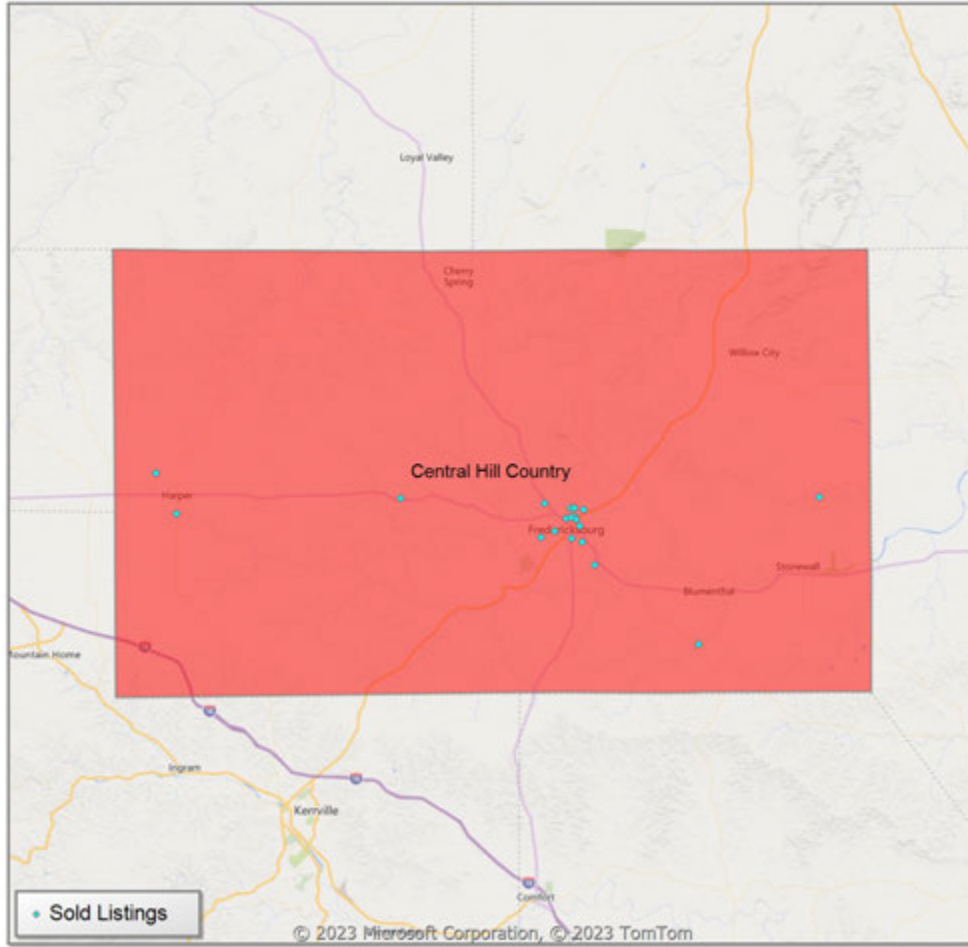 Loyal Valley
Cherry
Spring
Willow City
Central Hill Country
Harper
Fredericksburg
Stonewall
Blumenthal
Mountain Home
Ingram
Kerrville
Comfort
Sold Listings
© 2023 Microsoft Corporation, © 2023 TomTom